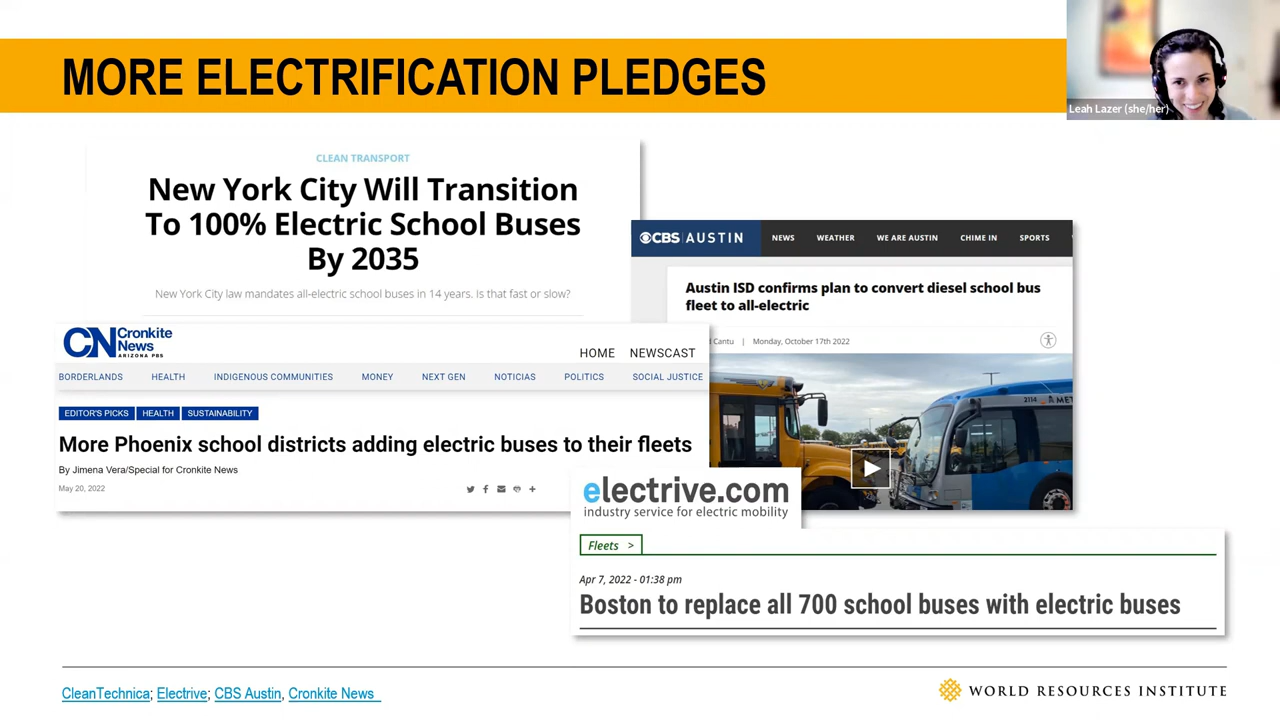 MORE ELECTRIFICATION PLEDGES
Leah Lazer (she/her)
CLEAN TRANSPORT
New York City Will Transition
To 100% Electric School Buses
By 2035
New York City law mandates all-electric school buses in 14 years. Is that fast or slow?
CBS AUSTIN NEWS WEATHER WE ARE AUSTIN CHIME IN SPORTS
Austin ISD confirms plan to convert diesel school bus
fleet to all-electric
Cantu | Monday, October 17th 2022
2114
CN Cronkite
News
ARIZONA PBS
HOME NEWSCAST
BORDERLANDS HEALTH INDIGENOUS COMMUNITIES MONEY NEXT GEN NOTICIAS POLITICS SOCIAL JUSTICE
EDITOR'S PICKS HEALTH SUSTAINABILITY
More Phoenix school districts adding electric buses to their fleets
By Jimena Vera/Special for Cronkite News
May 20, 2022
electrive.com
industry service for electric mobility
Fleets >
Apr 7, 2022 - 01:38 pm
Boston to replace all 700 school buses with electric buses
CleanTechnica; Electrive; CBS Austin, Cronkite News
WORLD RESOURCES INSTITUTE